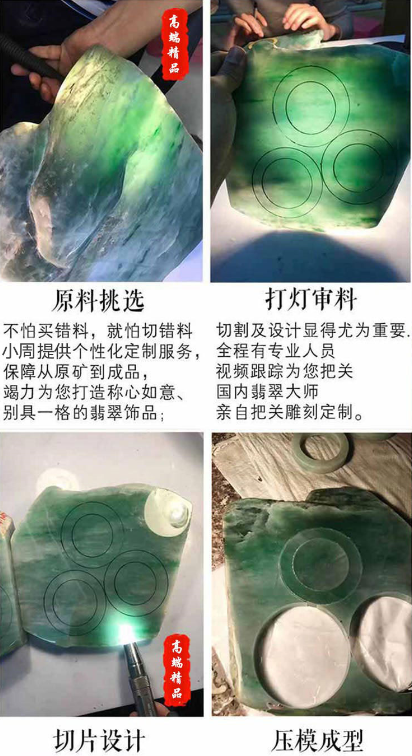 高端精品
原料挑选
打灯审料
不怕买错料，就怕切错料
小周提供个性化定制服务，
保障从原矿到成品，
竭力为您打造称心如意、
别具一格的翡翠饰品；
切割及设计显得尤为重要.
全程有专业人员
视频跟踪为您把关
国内翡翠大师
亲自把关雕刻定制。
高端精品
切片设计
压模成型